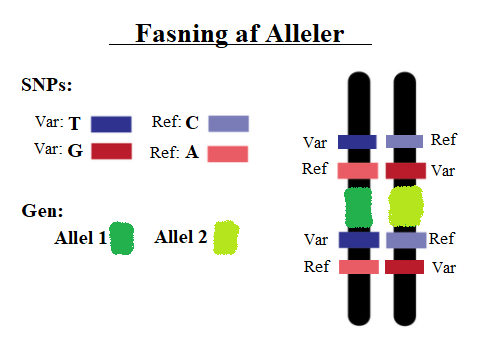 Fasning af Alleler
SNPs:
Var: T
Ref: C
Var: G
Ref: A
Gen:
Allel 1
Allel 2
Var
Ref
Ref
Var
Var
Ref
Ref
Var